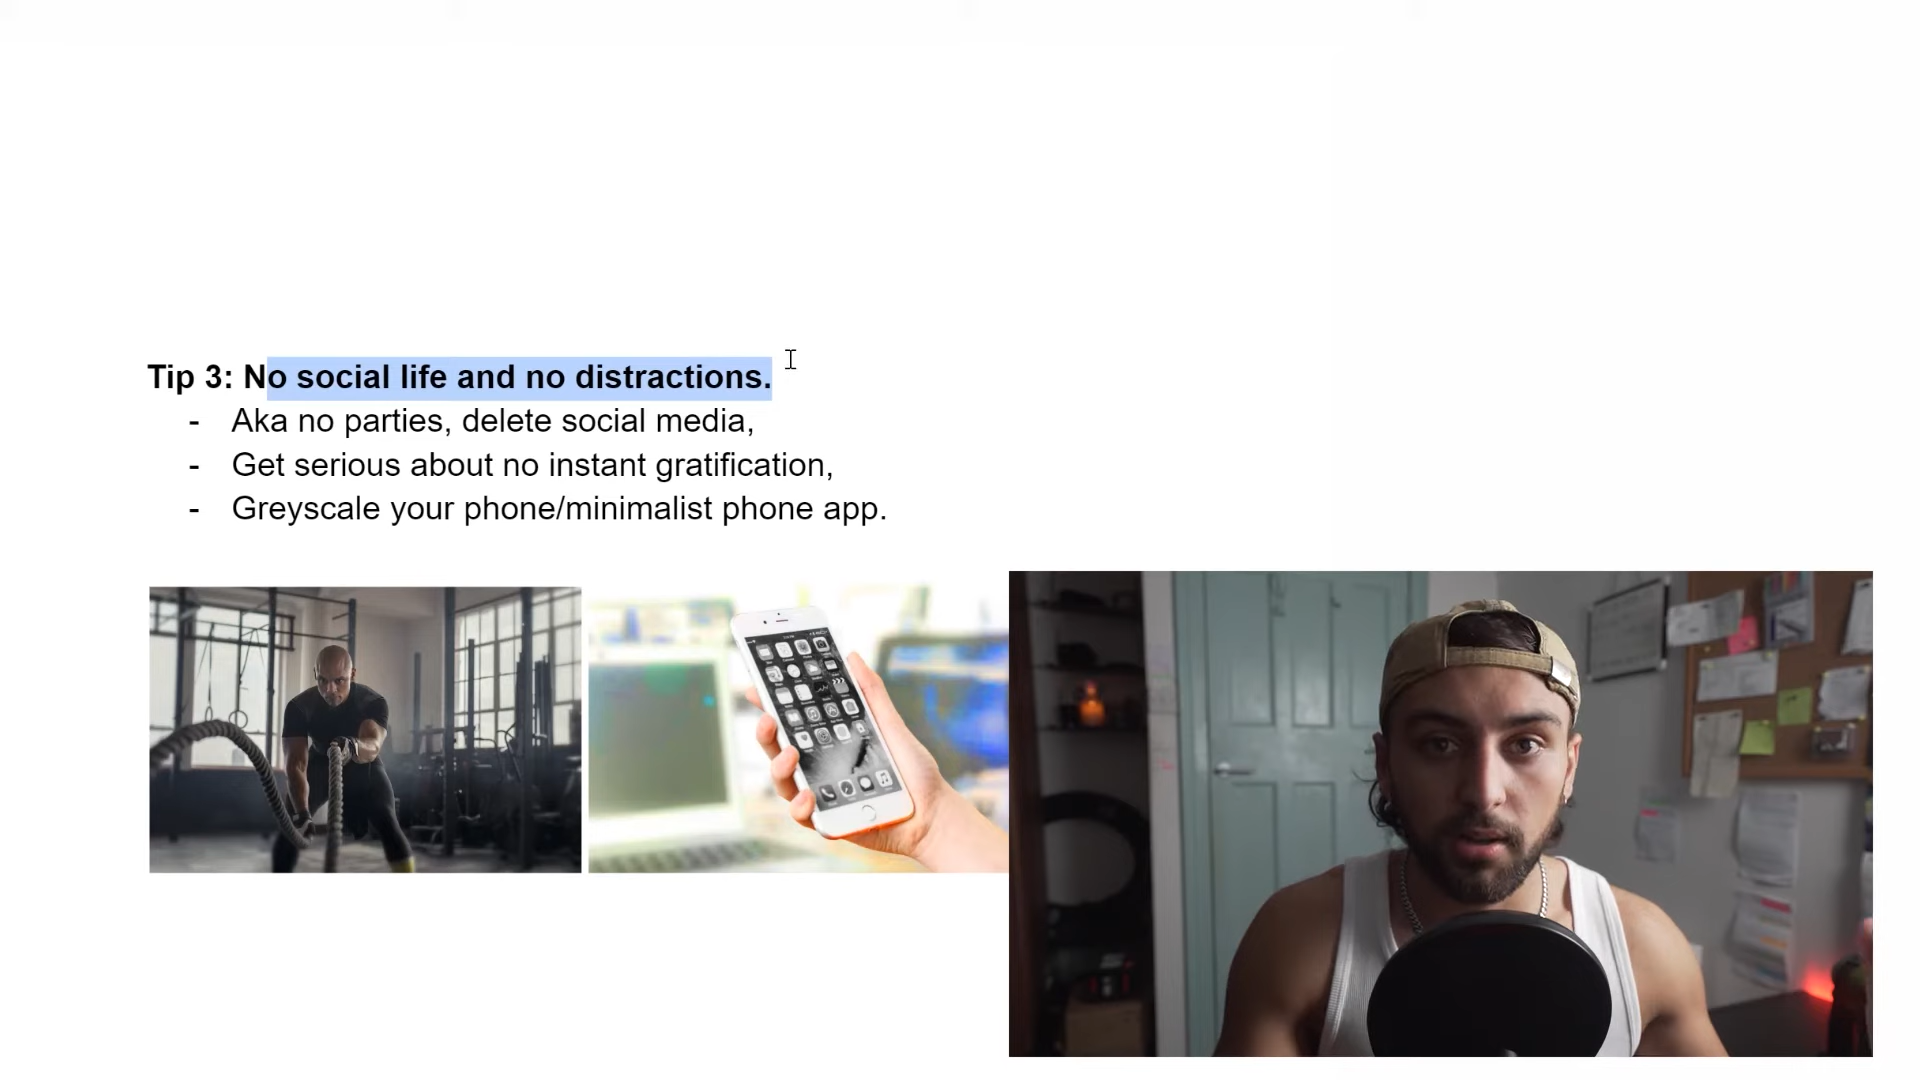 Tip 3: No social life and no distractions.
- Aka no parties, delete social media,
- Get serious about no instant gratification,
- Greyscale your phone/minimalist phone app.